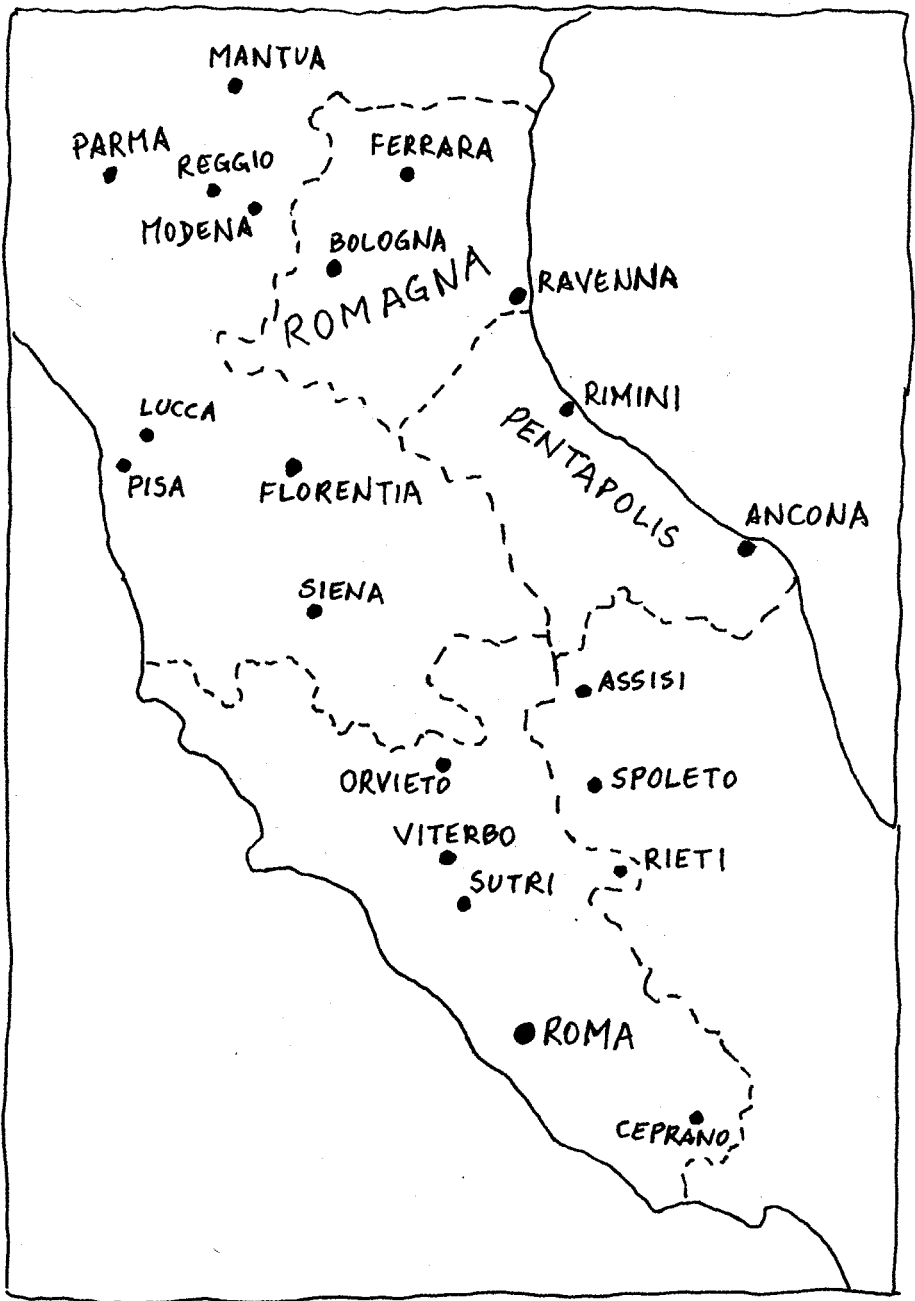 MANTUA
PARMA
REGGIO
FERRARA
MODENA
BOLOGNA
ROMAGNA
RAVENNA
RIMINI
LUCCA
PENTAPOLIS
PISA
FLORENTIA
ANCONA
SIENA
ASSISI
ORVIETO
SPOLETO
VITERBO
RIETI
SUTRI
ROMA
CEPRANO